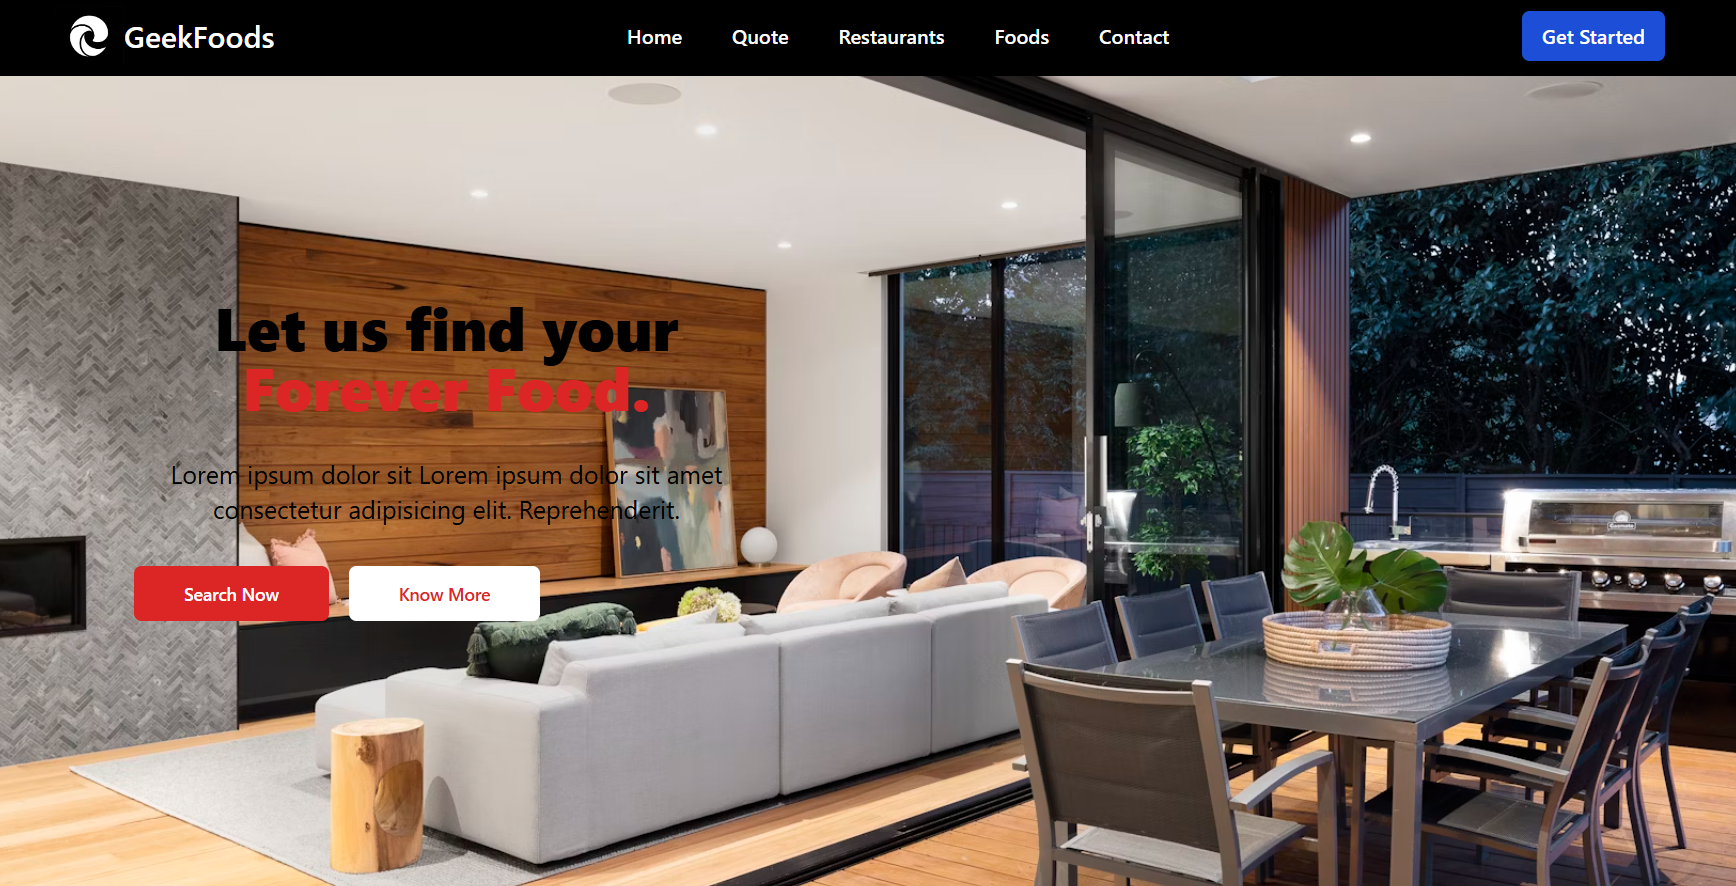 GeekFoods
Home
Quote
Restaurants
Foods
Contact
Get Started
Let us find your
Forever Food.
Lorem ipsum dolor sit Lorem ipsum dolor sit amet
consectetur adipisicing elit. Reprehenderit.
Search Now
Know More